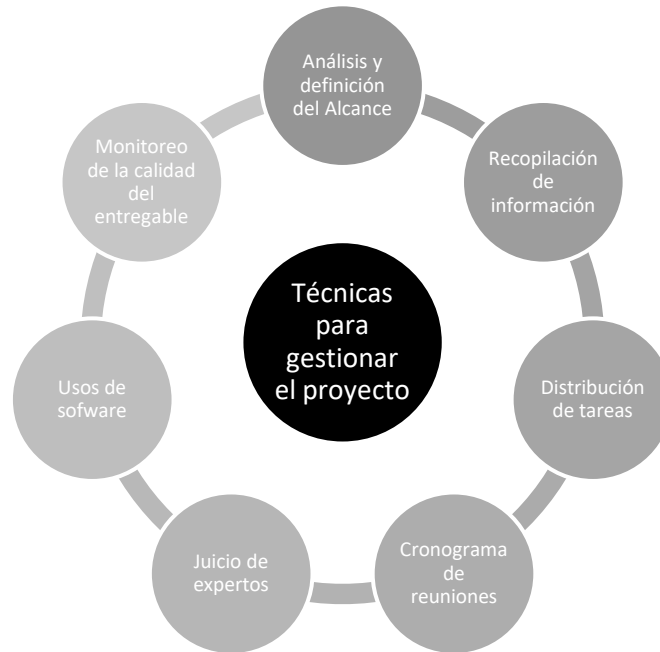 Análisis y
definición
del Alcance
Recopilación
de
información
Distribución
de tareas
Cronograma
de
reuniones
Juicio de
expertos
Usos de
sofware
Monitoreo
de la calidad
del
entregable
Técnicas
para
gestionar
el proyecto